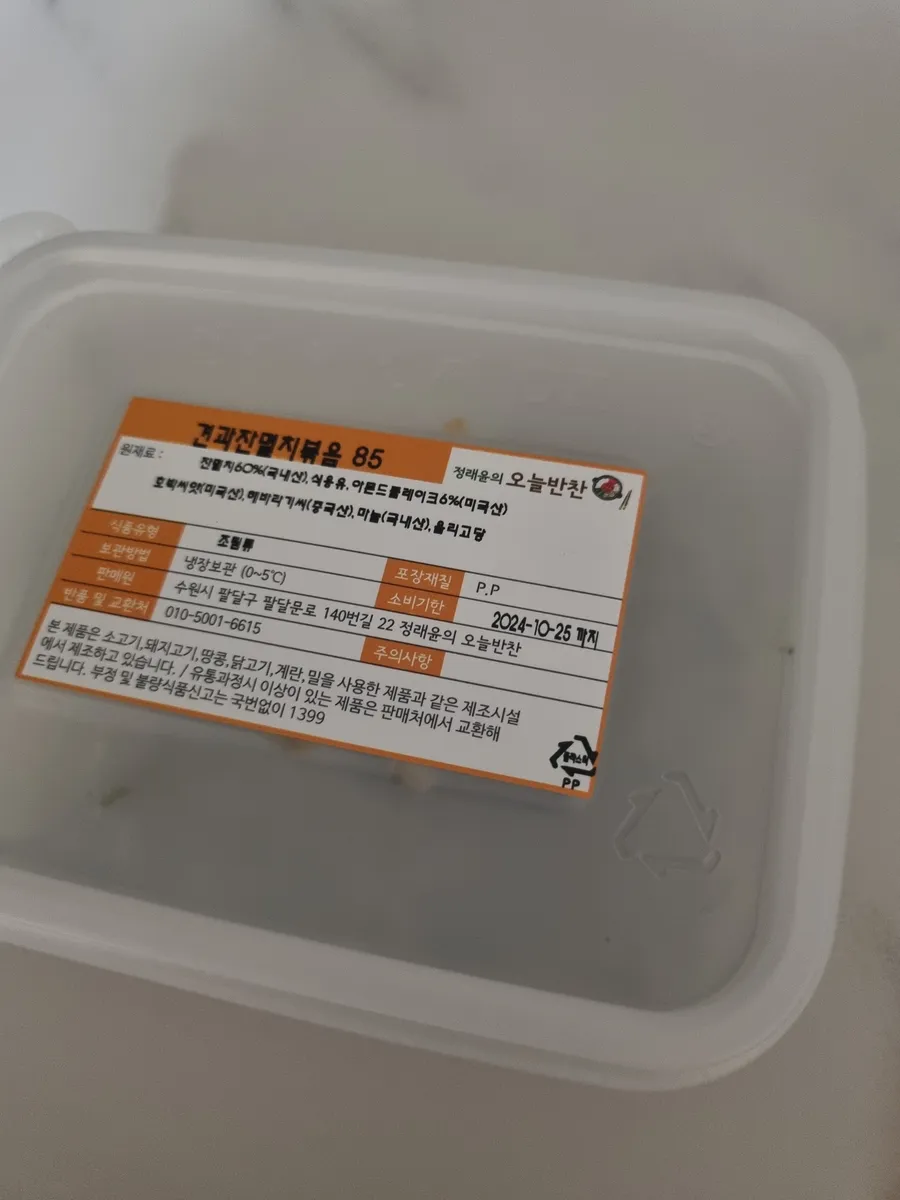 견과잔멸치볶음 85
정래윤의 오늘반찬
원재료 : 잔멸치60%(국내산), 식용유, 아몬드플레이크6%(미국산)
호박씨앗(미국산), 해바라기씨(중국산), 마늘(국내산), 올리고당
식품유형 조림류
보관방법 냉장보관 (0~5℃) 포장재질 P.P
판매원 수원시 팔달구 팔달문로 140번길 22 정래윤의 오늘반찬
소비기한 2024-10-25 까지
반품 및 교환처 010-5001-6615 주의사항
본 제품은 소고기,돼지고기,땅콩,닭고기,계란,밀을 사용한 제품과 같은 제조시설
에서 제조하고 있습니다. / 유통과정시 이상이 있는 제품은 판매처에서 교환해
드립니다. 부정 및 불량식품신고는 국번없이 1399
플라스틱
PP